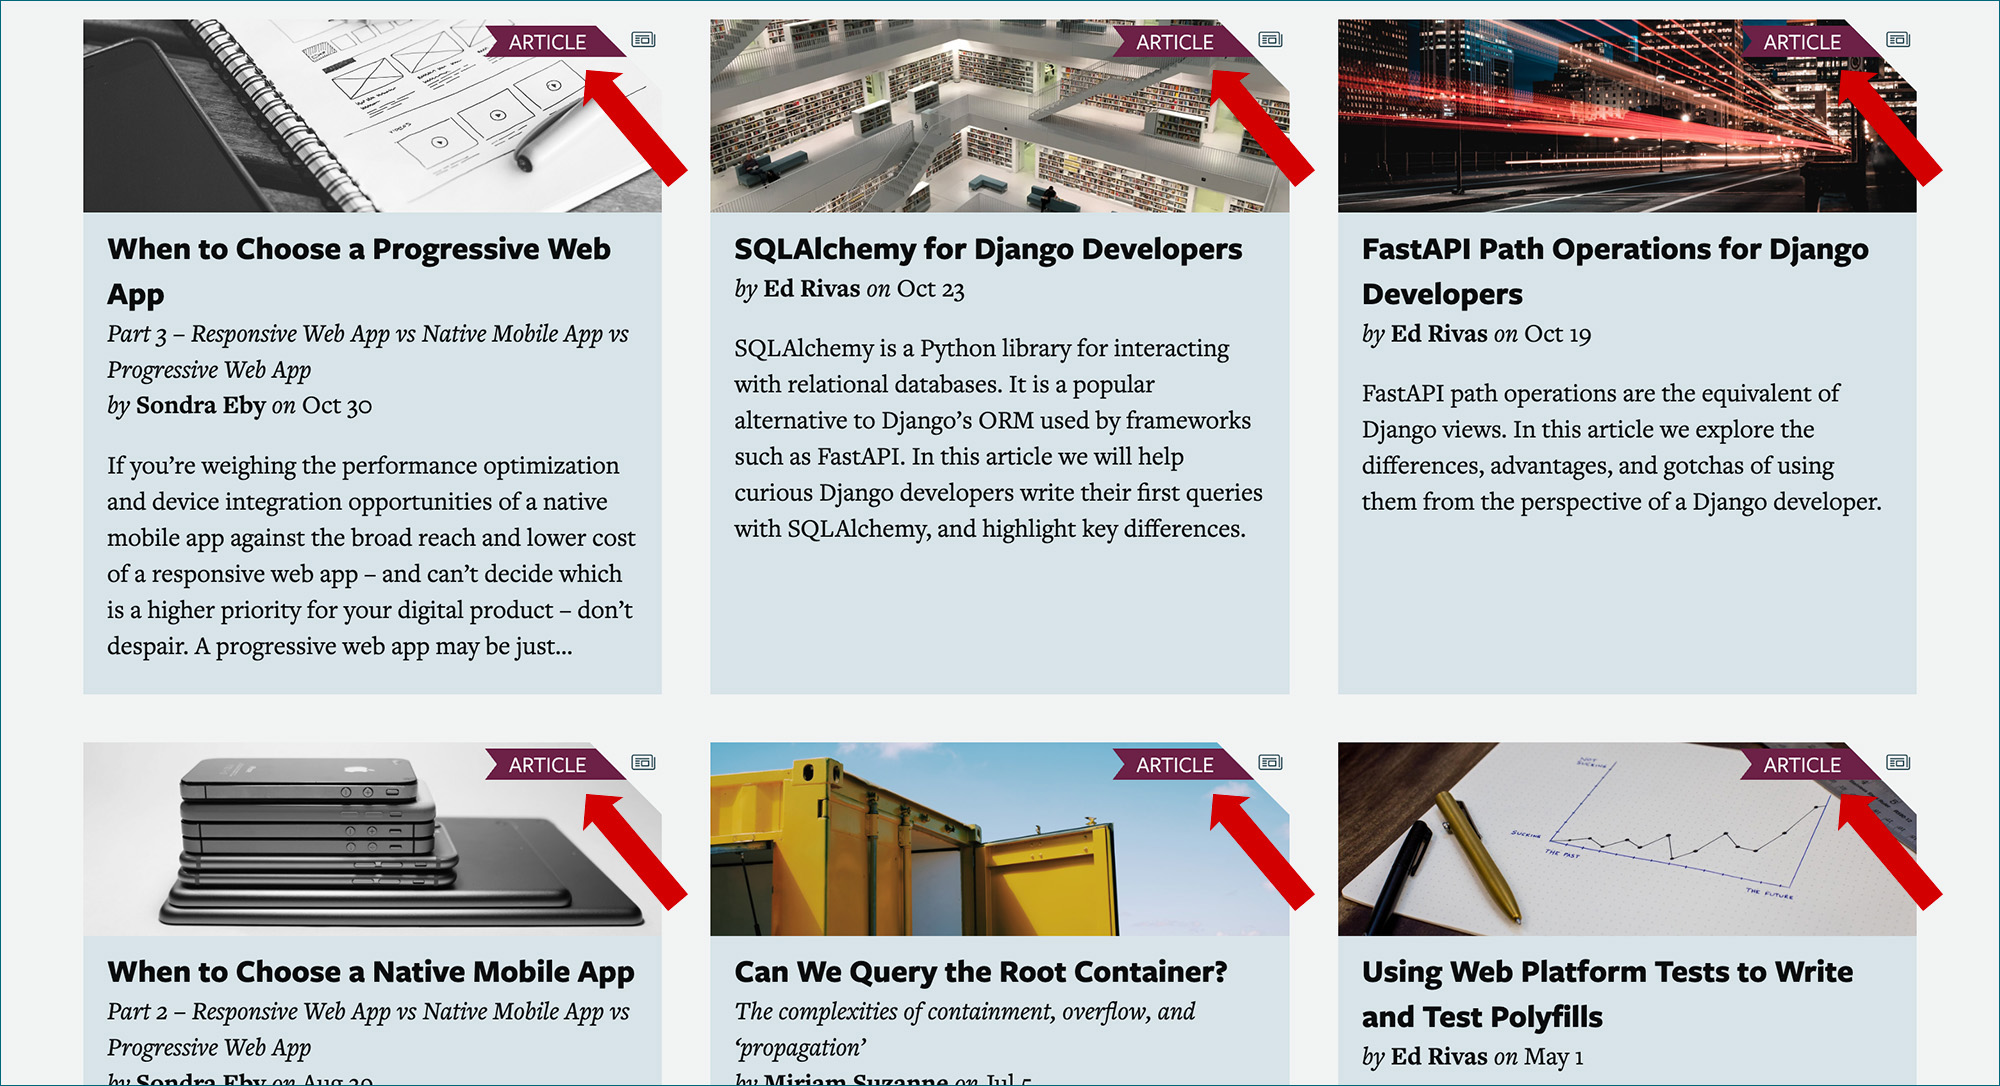 ARTICLE
ARTICLE
ARTICLE
When to Choose a Progressive Web
App
Part 3 – Responsive Web App vs Native Mobile App vs
Progressive Web App
by Sondra Eby on Oct 30
If you’re weighing the performance optimization
and device integration opportunities of a native
mobile app against the broad reach and lower cost
of a responsive web app – and can’t decide which
is a higher priority for your digital product – don’t
despair. A progressive web app may be just...
SQLAlchemy for Django Developers
by Ed Rivas on Oct 23
SQLAlchemy is a Python library for interacting
with relational databases. It is a popular
alternative to Django’s ORM used by frameworks
such as FastAPI. In this article we will help
curious Django developers write their first queries
with SQLAlchemy, and highlight key differences.
FastAPI Path Operations for Django
Developers
by Ed Rivas on Oct 19
FastAPI path operations are the equivalent of
Django views. In this article we explore the
differences, advantages, and gotchas of using
them from the perspective of a Django developer.
ARTICLE
ARTICLE
ARTICLE
NOT
SUCKING
SUCKING
THE PAST
THE FUTURE
When to Choose a Native Mobile App
Part 2 – Responsive Web App vs Native Mobile App vs
Progressive Web App
by Sondra Eby on Aug 30
Can We Query the Root Container?
The complexities of containment, overflow, and
‘propagation’
by Miriam Suzanne on Jul 5
Using Web Platform Tests to Write
and Test Polyfills
by Ed Rivas on May 1